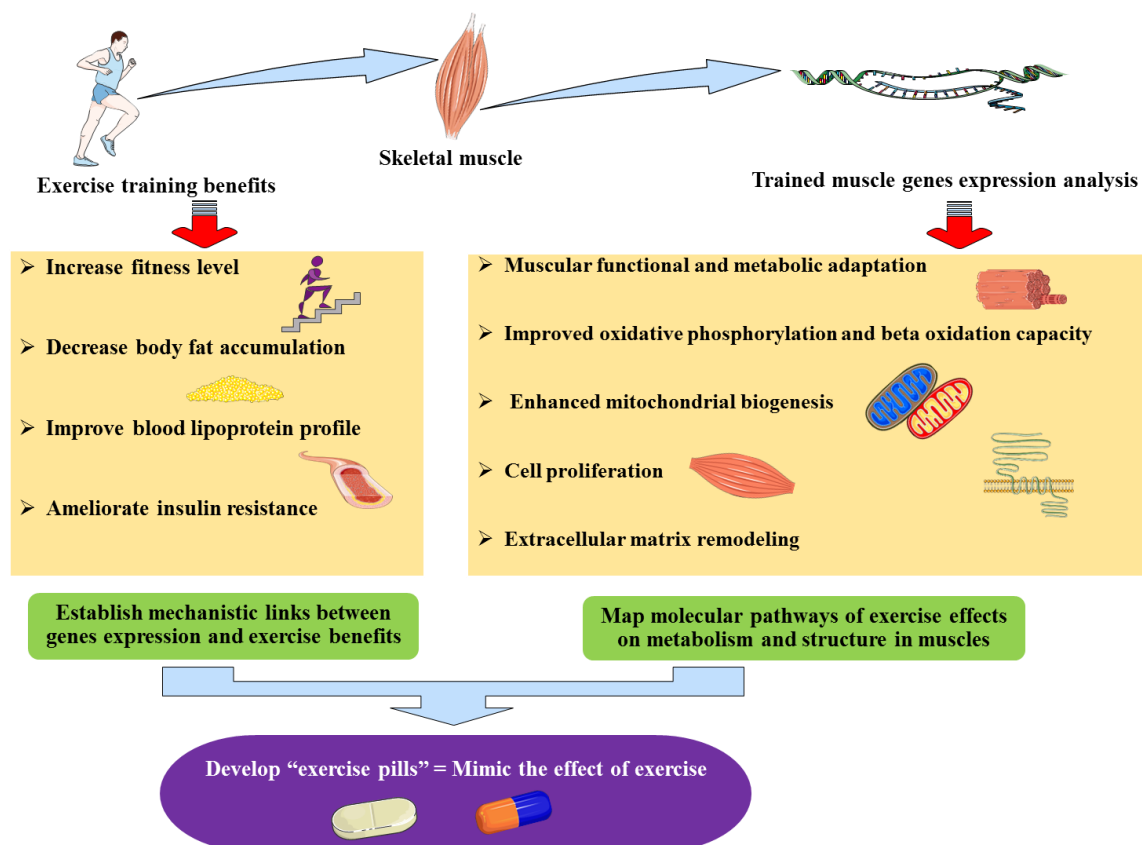 Skeletal muscle
Exercise training benefits
Trained muscle genes expression analysis
➢ Increase fitness level
➢ Decrease body fat accumulation
➢ Improve blood lipoprotein profile
➢ Ameliorate insulin resistance
➢ Muscular functional and metabolic adaptation
➢ Improved oxidative phosphorylation and beta oxidation capacity
➢ Enhanced mitochondrial biogenesis
➢ Cell proliferation
➢ Extracellular matrix remodeling
Establish mechanistic links between
genes expression and exercise benefits
Map molecular pathways of exercise effects
on metabolism and structure in muscles
Develop “exercise pills” = Mimic the effect of exercise